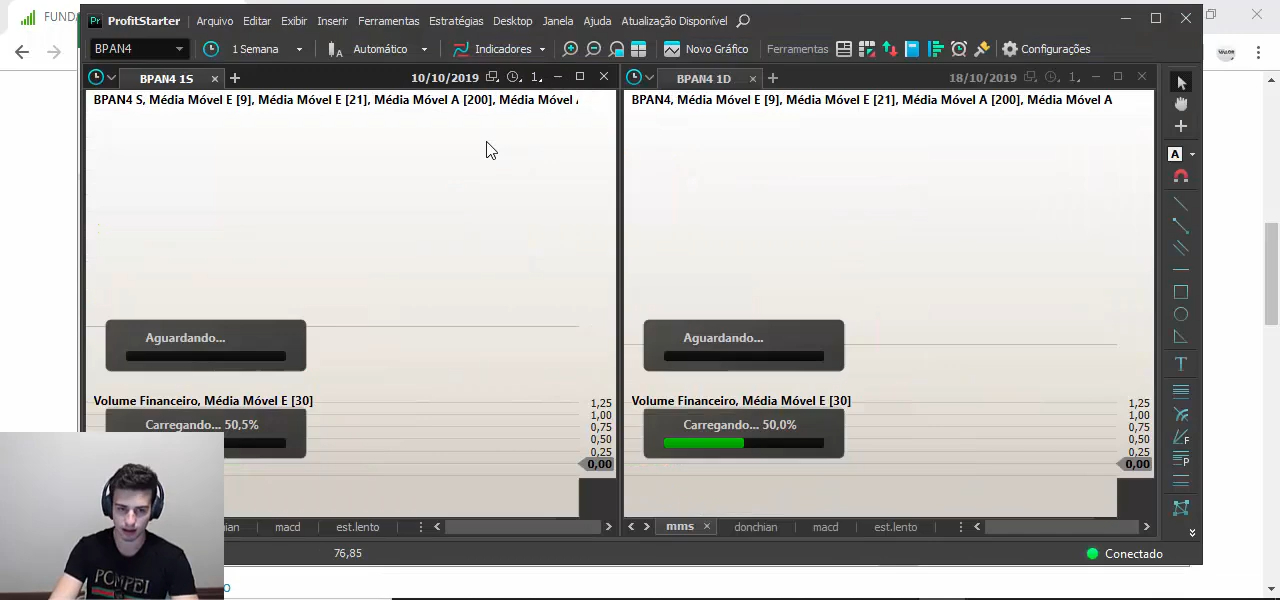 FUND
Pr ProfitStarter Arquivo Editar Exibir Inserir Ferramentas Estratégias Desktop Janela Ajuda Atualização Disponível
BPAN4 1 Semana Automático Indicadores Novo Gráfico Ferramentas Configurações
BPAN4 1S 10/10/2019 1 BPAN4 1D 18/10/2019 1
BPAN4 S, Média Móvel E [9], Média Móvel E [21], Média Móvel A [200], Média Móvel
BPAN4, Média Móvel E [9], Média Móvel E [21], Média Móvel A [200], Média Móvel A
A
T
F
P
Aguardando...
Aguardando...
Volume Financeiro, Média Móvel E [30]
Carregando... 50,5%
1,25
1,00
0,75
0,50
0,25
0,00
Volume Financeiro, Média Móvel E [30]
Carregando... 50,0%
1,25
1,00
0,75
0,50
0,25
0,00
macd est.lento
mms donchian macd est.lento
76,85 Conectado
POMPEI